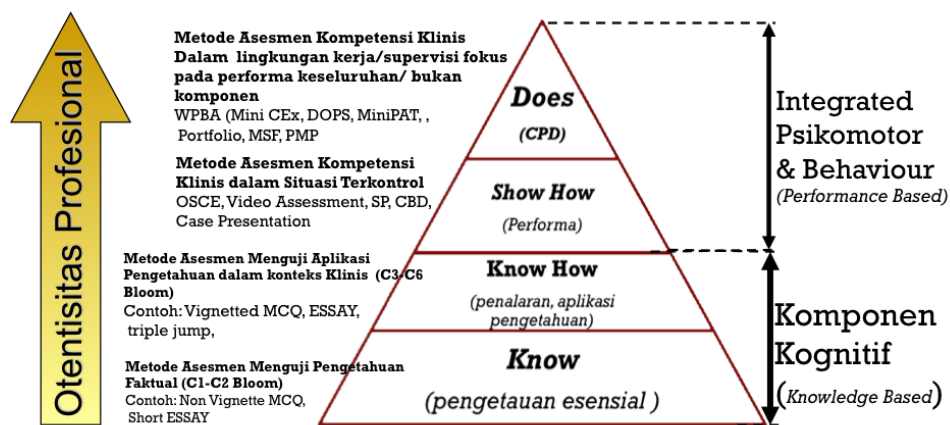 Otentisitas Profesional
Metode Asesmen Kompetensi Klinis
Dalam lingkungan kerja/supervisi fokus
pada performa keseluruhan/ bukan
komponen
WPBA (Mini CEx, DOPS, MiniPAT, ,
Portfolio, MSF, PMP
Metode Asesmen Kompetensi
Klinis dalam Situasi Terkontrol
OSCE, Video Assessment, SP, CBD,
Case Presentation
Metode Asesmen Menguji Aplikasi
Pengetahuan dalam konteks Klinis (C3-C6
Bloom)
Contoh: Vignetted MCQ, ESSAY,
triple jump,
Metode Asesmen Menguji Pengetahuan
Faktual (C1-C2 Bloom)
Contoh: Non Vignette MCQ,
Short ESSAY
Does
(CPD)
Show How
(Performa)
Know How
(penalaran, aplikasi
pengetahuan)
Know
(pengetauan esensial )
Integrated
Psikomotor
& Behaviour
(Performance Based)
Komponen
Kognitif
(Knowledge Based)